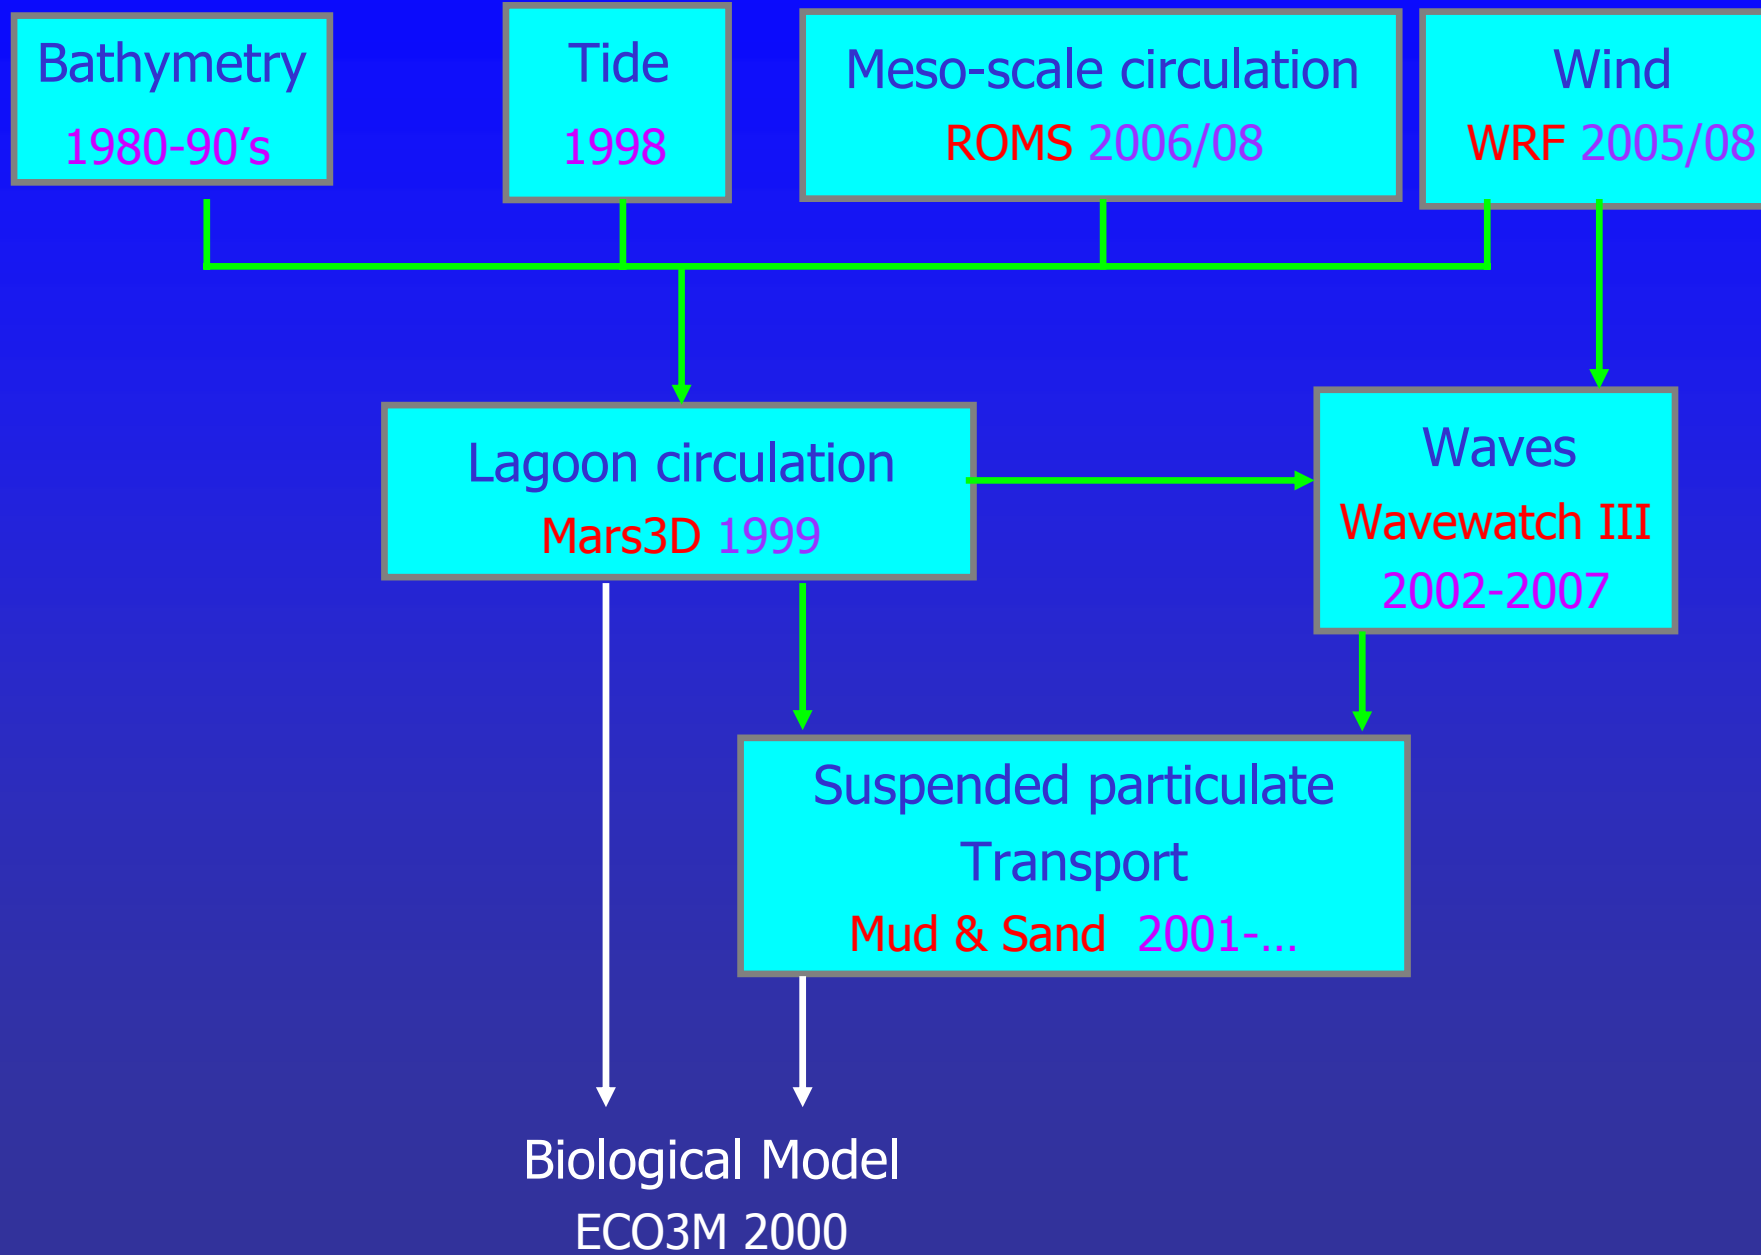 Bathymetry
1980-90’s
Tide
1998
Meso-scale circulation
ROMS 2006/08
Wind
WRF 2005/08
Lagoon circulation
Mars3D 1999
Waves
Wavewatch III
2002-2007
Suspended particulate
Transport
Mud & Sand 2001-…
Biological Model
ECO3M 2000